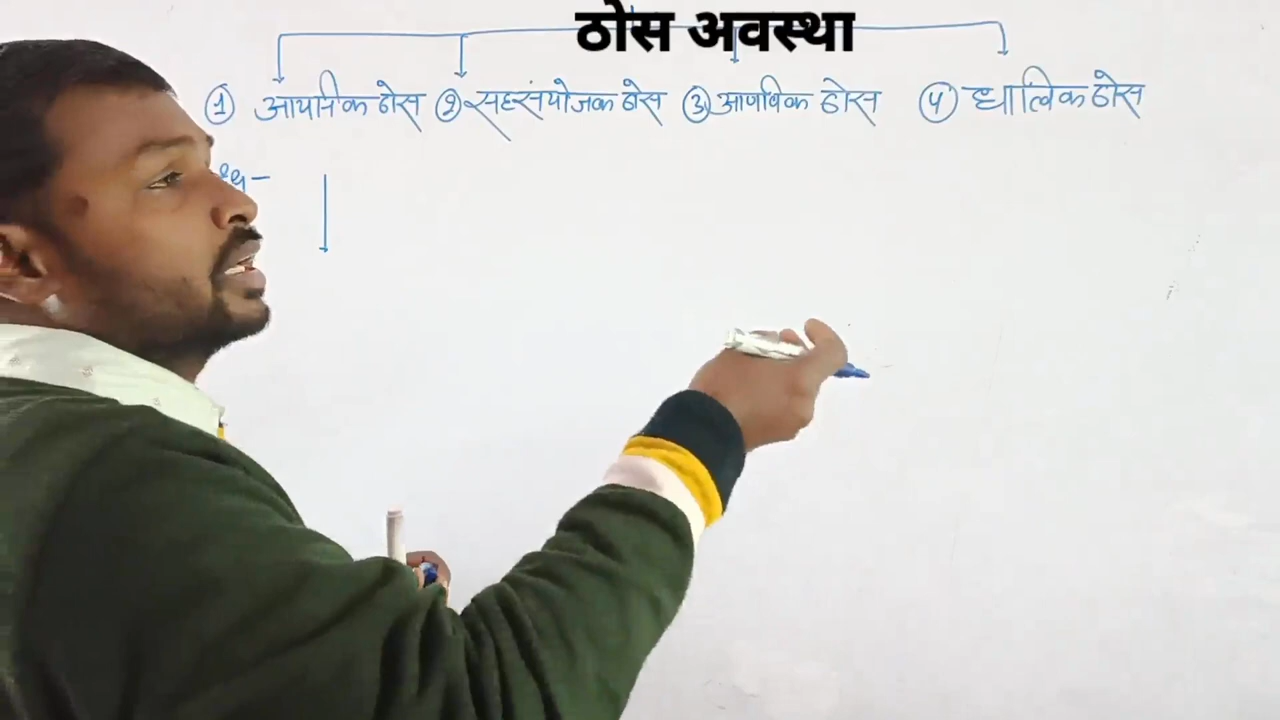 ठोस अवस्था
① आयनिक ठोस ② सहसंयोजक ठोस ③ आणविक ठोस ④ धात्विक ठोस